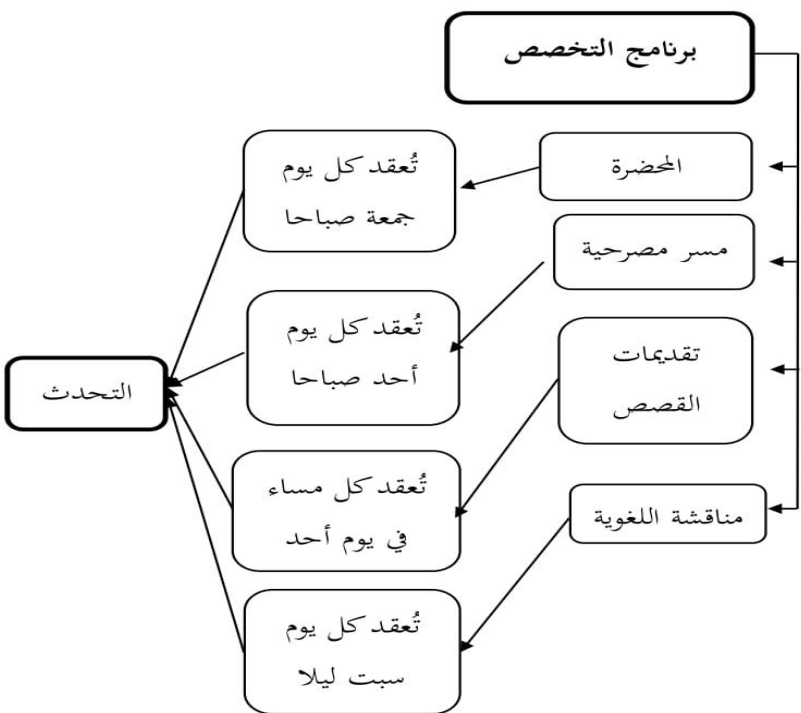 برنامج التخصص
المحضرة
تُعقد كل يوم
جمعة صباحا
مسر مصرحية
تُعقد كل يوم
أحد صباحا
تقديمات
القصص
تُعقد كل مساء
في يوم أحد
مناقشة اللغوية
تُعقد كل يوم
سبت ليلا
التحدث